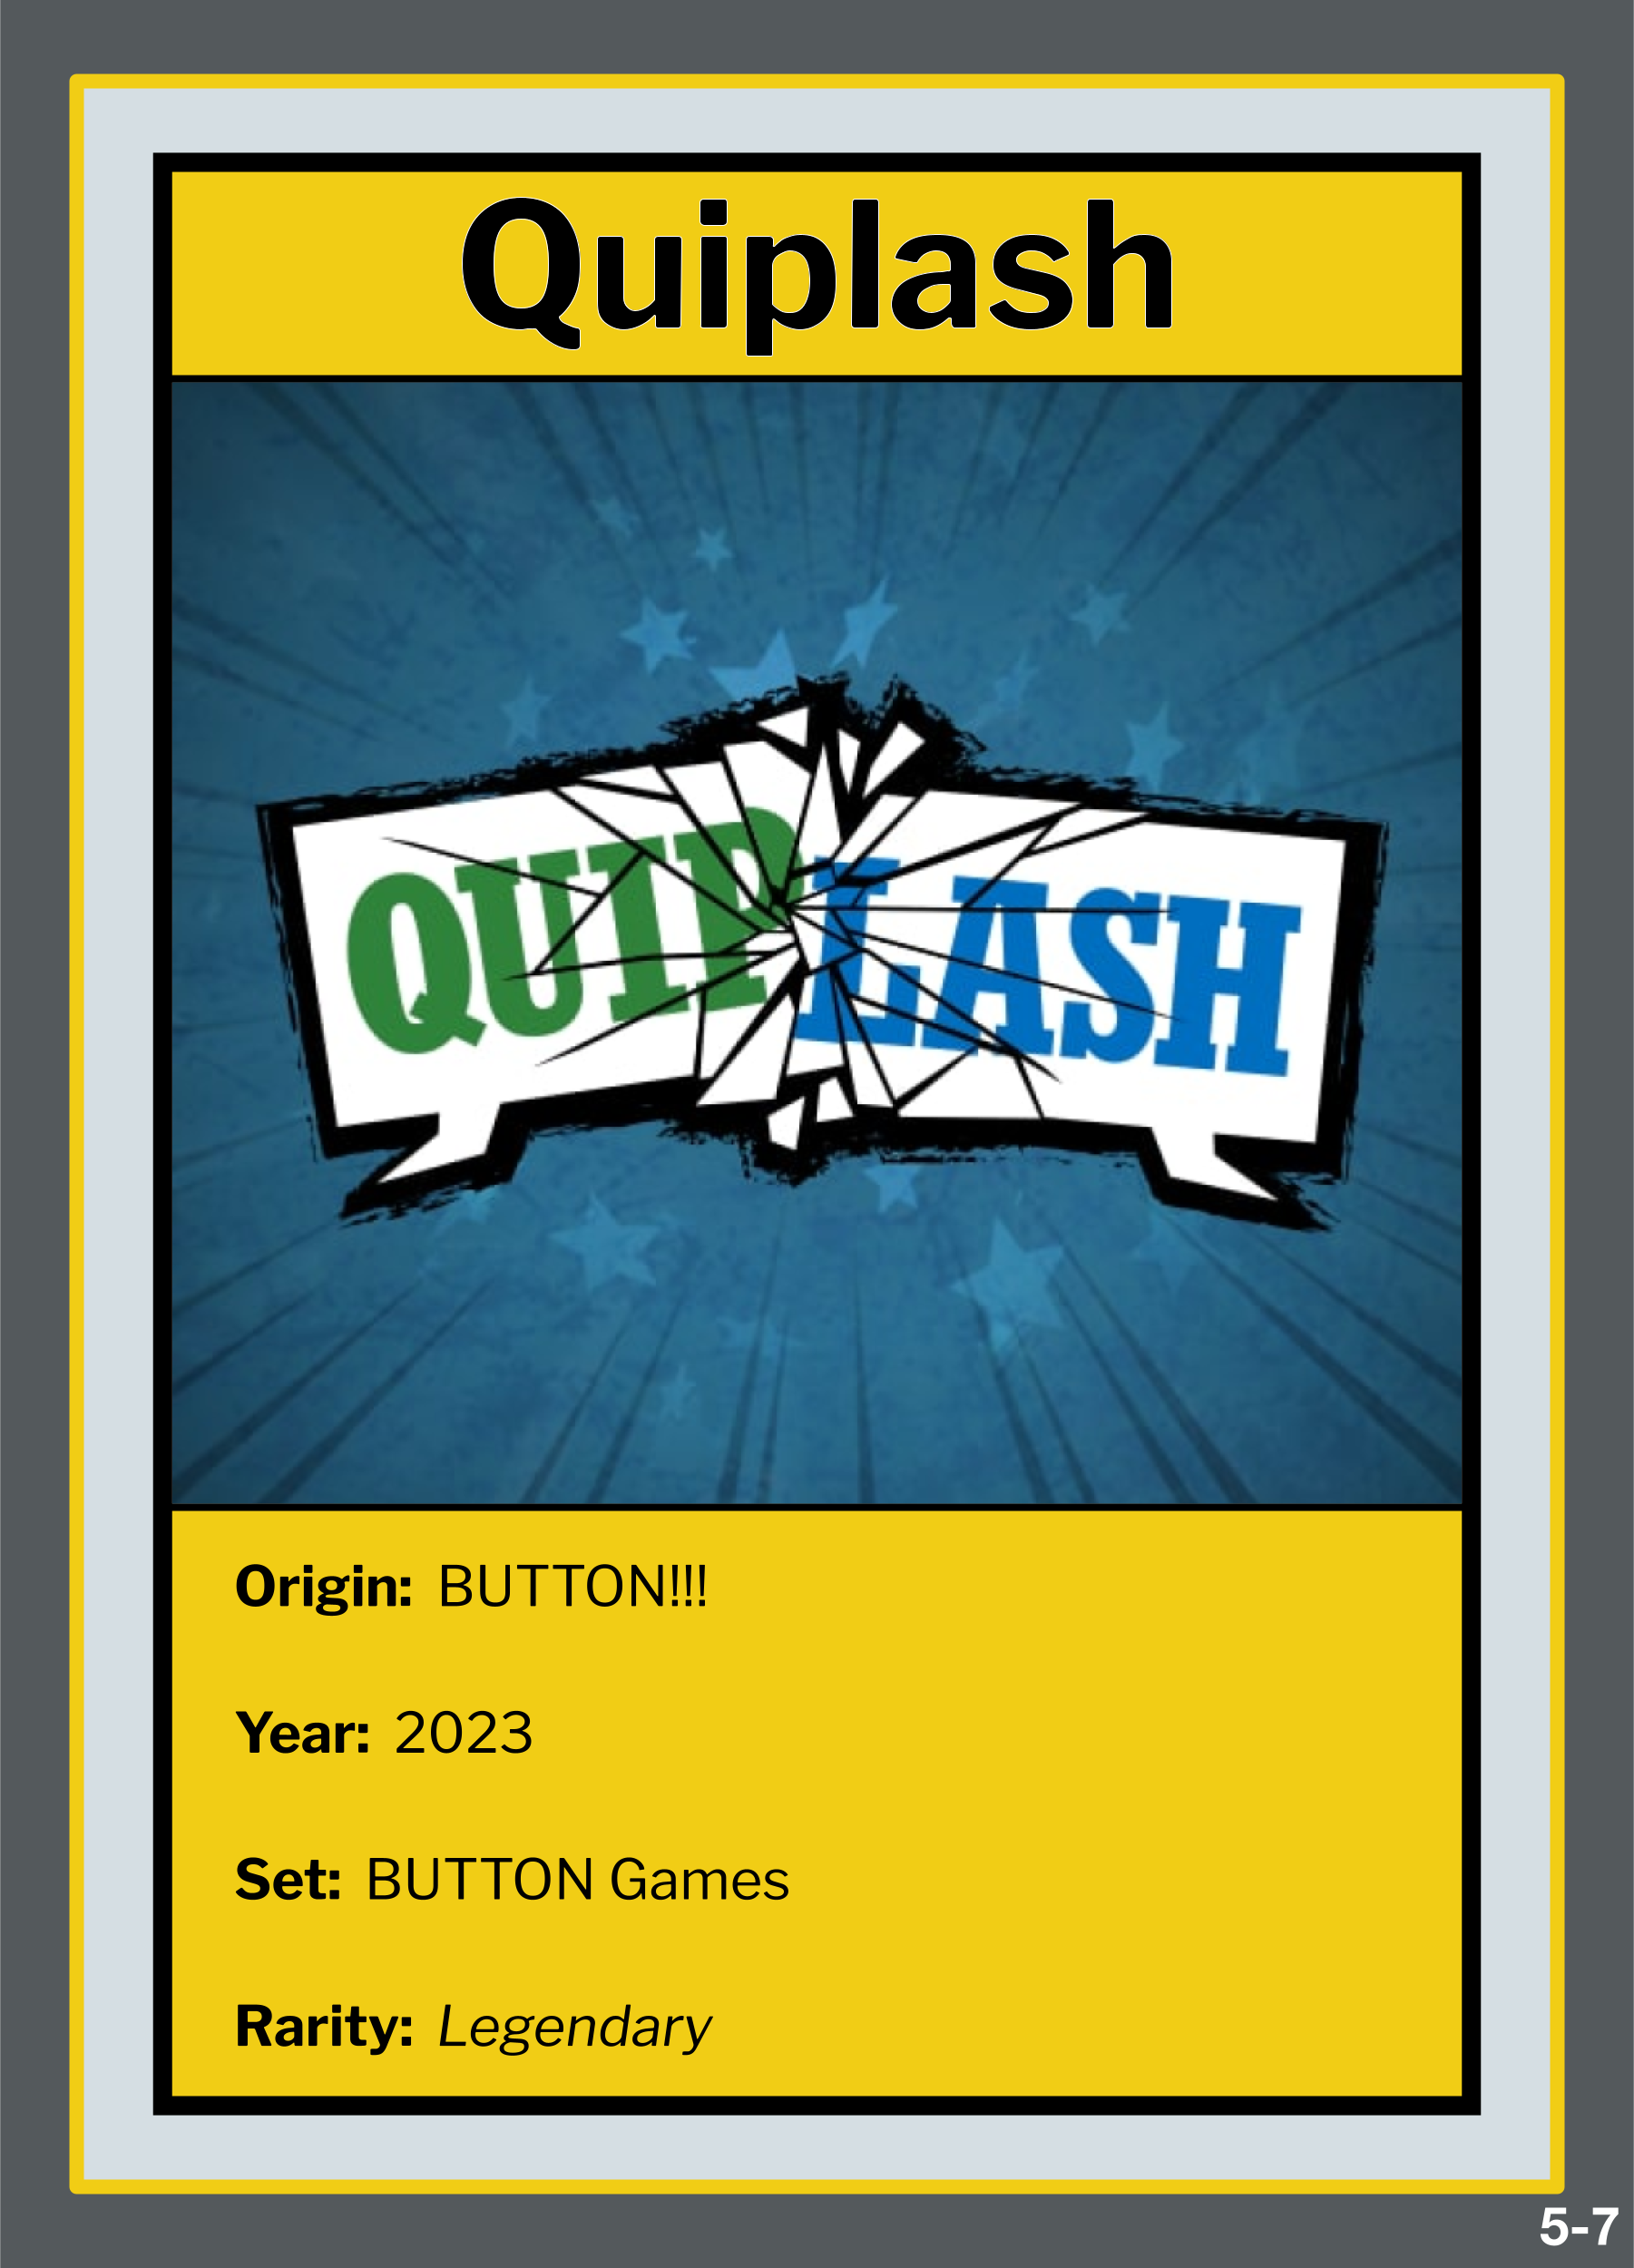 Quiplash
QUIPLASH
Origin: BUTTON!!!
Year: 2023
Set: BUTTON Games
Rarity: Legendary
5-7